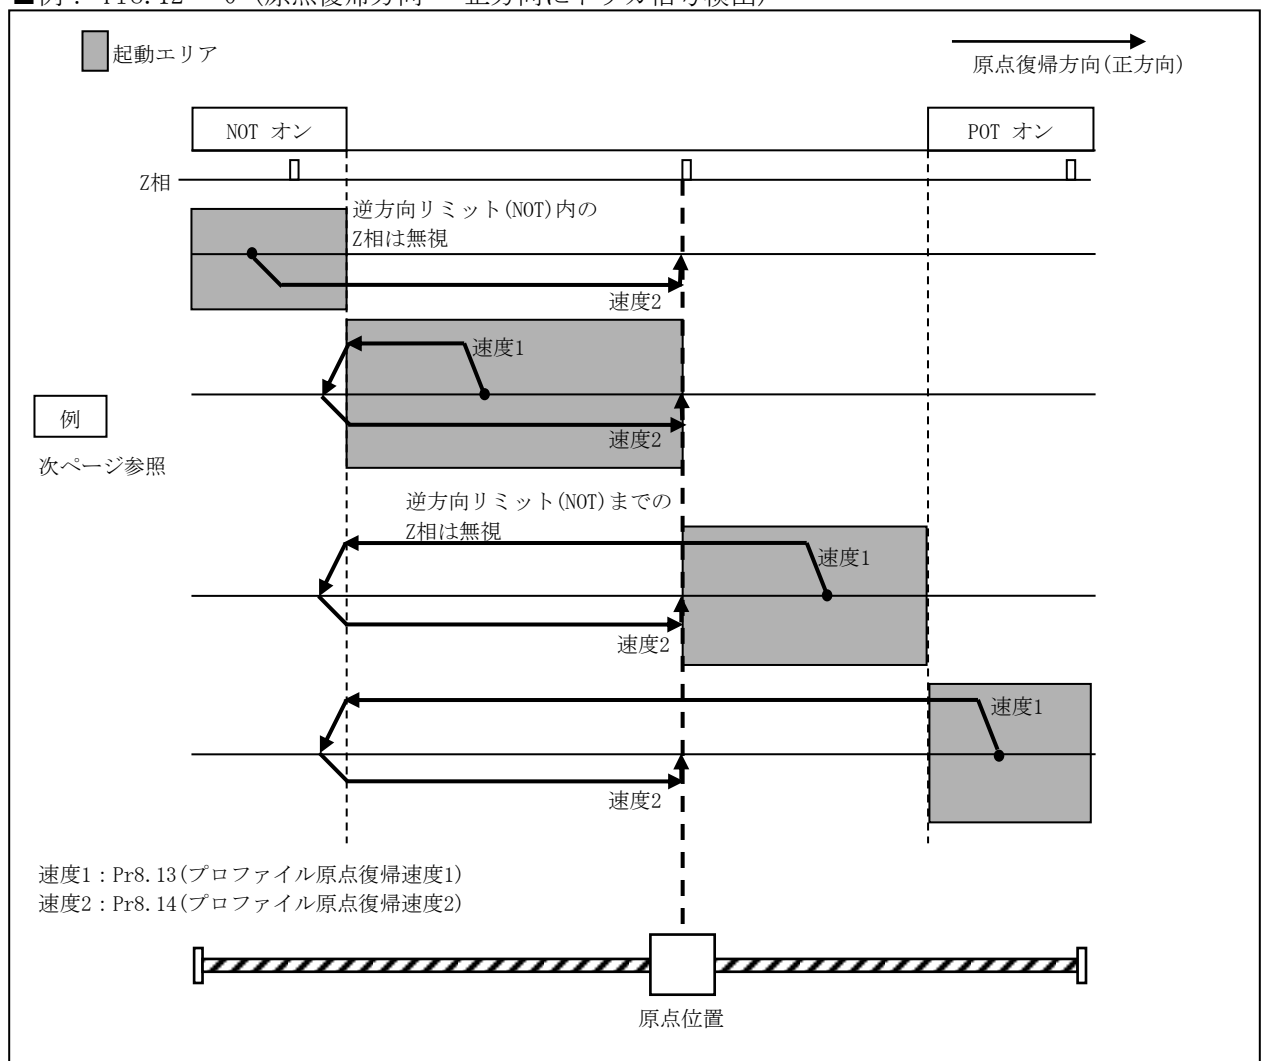 起動エリア
原点復帰方向(正方向)
NOT オン
POT オン
Z相
逆方向リミット(NOT)内の
Z相は無視
速度2
速度1
速度2
例
次ページ参照
逆方向リミット(NOT)までの
Z相は無視
速度1
速度2
速度1
速度2
速度1：Pr8.13(プロファイル原点復帰速度1)
速度2：Pr8.14(プロファイル原点復帰速度2)
原点位置